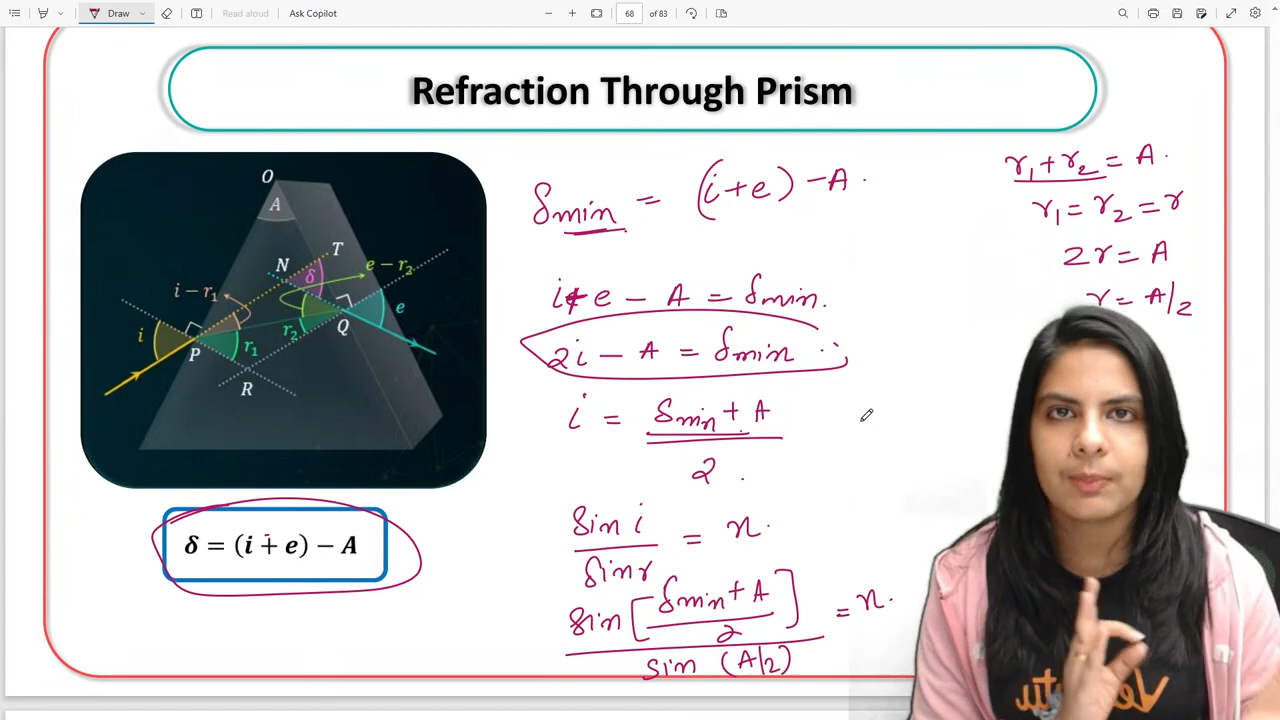 Draw
Read aloud
Ask Copilot
68 of 83
Refraction Through Prism
O
A
N
T
δ
e − r₂
i − r₁
i
P
r₁
r₂
Q
e
R
δ = (i + e) − A
δmin = (i+e) − A.
i+e − A = δmin.
2i − A = δmin
i = δmin + A / 2.
sin i / sin r = n.
sin [δmin + A / 2] / sin (A/2) = n.
r₁ + r₂ = A.
r₁ = r₂ = r
2r = A
r = A/2